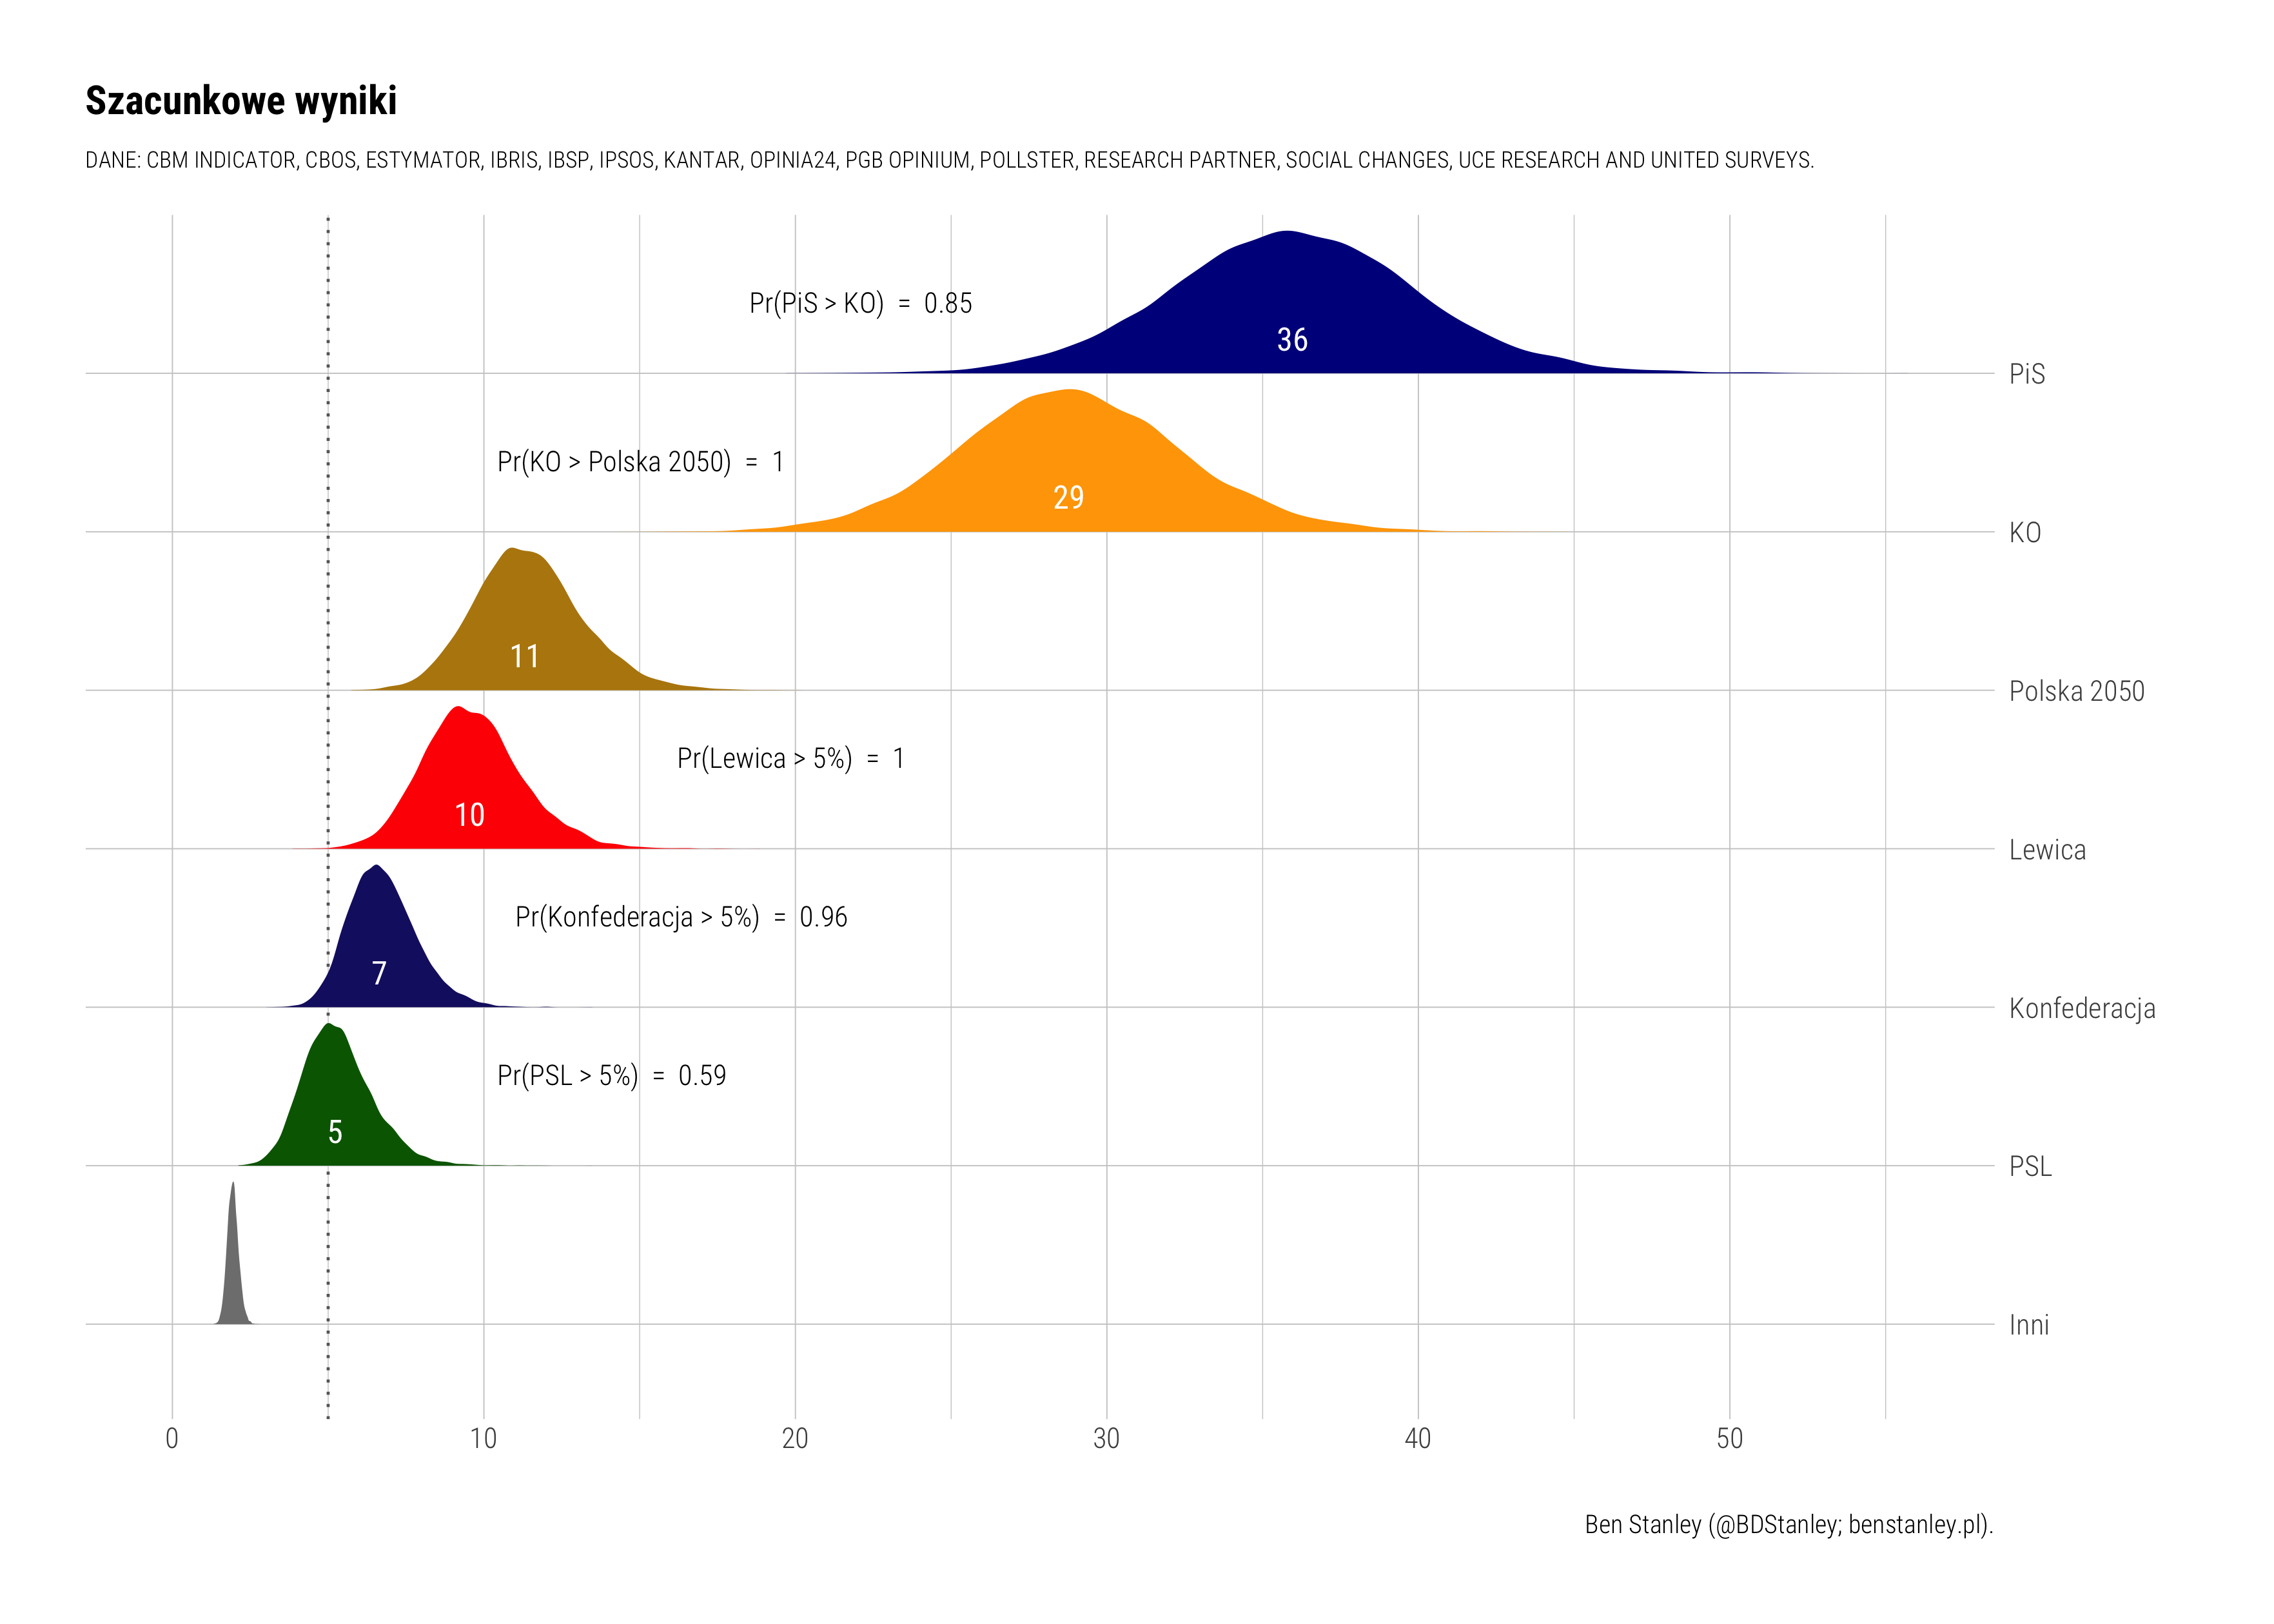 Szacunkowe wyniki
DANE: CBM INDICATOR, CBOS, ESTYMATOR, IBRIS, IBSP, IPSOS, KANTAR, OPINIA24, PGB OPINIUM, POLLSTER, RESEARCH PARTNER, SOCIAL CHANGES, UCE RESEARCH AND UNITED SURVEYS.
Pr(PiS > KO) = 0.85
36
PiS
Pr(KO > Polska 2050) = 1
29
KO
11
Polska 2050
Pr(Lewica > 5%) = 1
10
Lewica
Pr(Konfederacja > 5%) = 0.96
7
Konfederacja
Pr(PSL > 5%) = 0.59
5
PSL
Inni
0 10 20 30 40 50
Ben Stanley (@BDStanley; benstanley.pl).